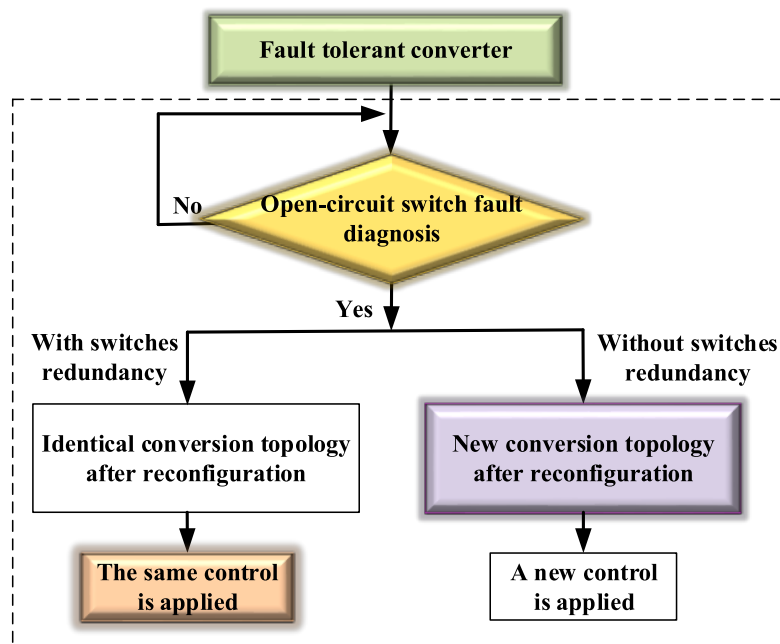 Fault tolerant converter
Open-circuit switch fault
diagnosis
No
Yes
With switches
redundancy
Without switches
redundancy
Identical conversion topology
after reconfiguration
New conversion topology
after reconfiguration
The same control
is applied
A new control
is applied